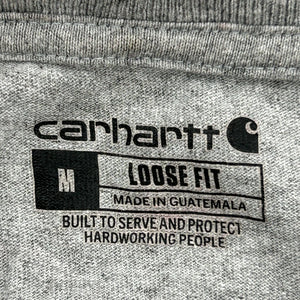 carhartt
M
LOOSE FIT
MADE IN GUATEMALA
BUILT TO SERVE AND PROTECT
HARDWORKING PEOPLE